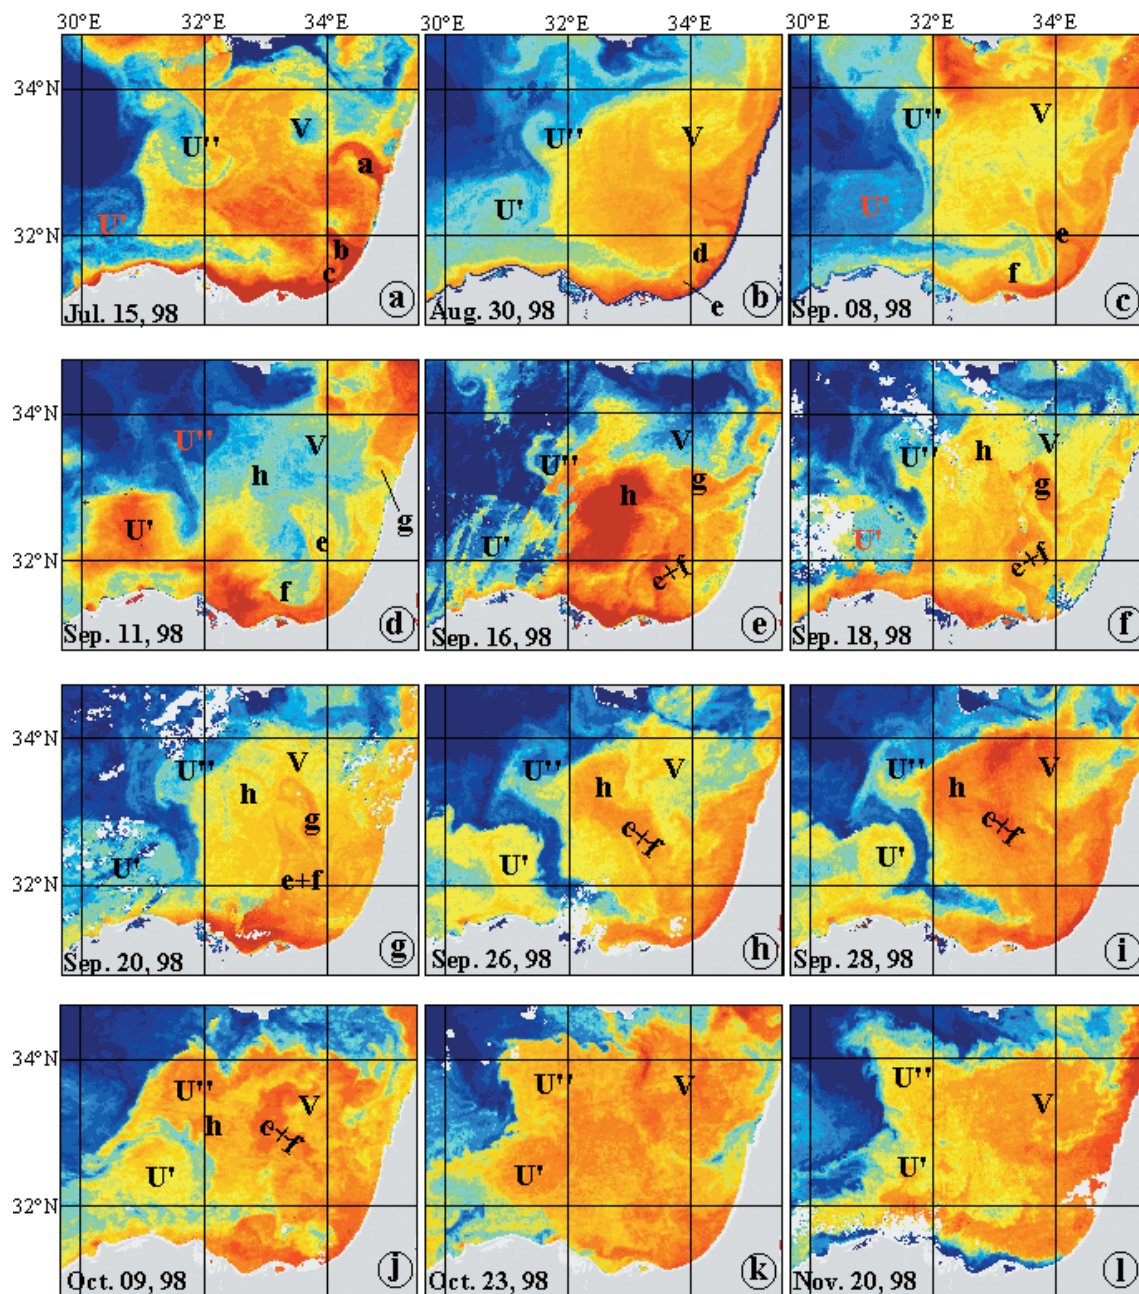 30°E 32°E 34°E 30°E 32°E 34°E 30°E 32°E 34°E
34°N
32°N
U'' V a U' b c
Jul. 15, 98 a
U'' V U' d e
Aug. 30, 98 b
U'' V U' e f
Sep. 08, 98 c
34°N
32°N
U'' V h U' g e f
Sep. 11, 98 d
V U'' h g U' e+f
Sep. 16, 98 e
h V U'' g U' e+f
Sep. 18, 98 f
34°N
32°N
V U'' h g U' e+f
Sep. 20, 98 g
U'' V h e+f U'
Sep. 26, 98 h
U'' V h e+f U'
Sep. 28, 98 i
34°N
32°N
U'' V h e+f U'
Oct. 09, 98 j
U'' V U'
Oct. 23, 98 k
U'' V U'
Nov. 20, 98 l